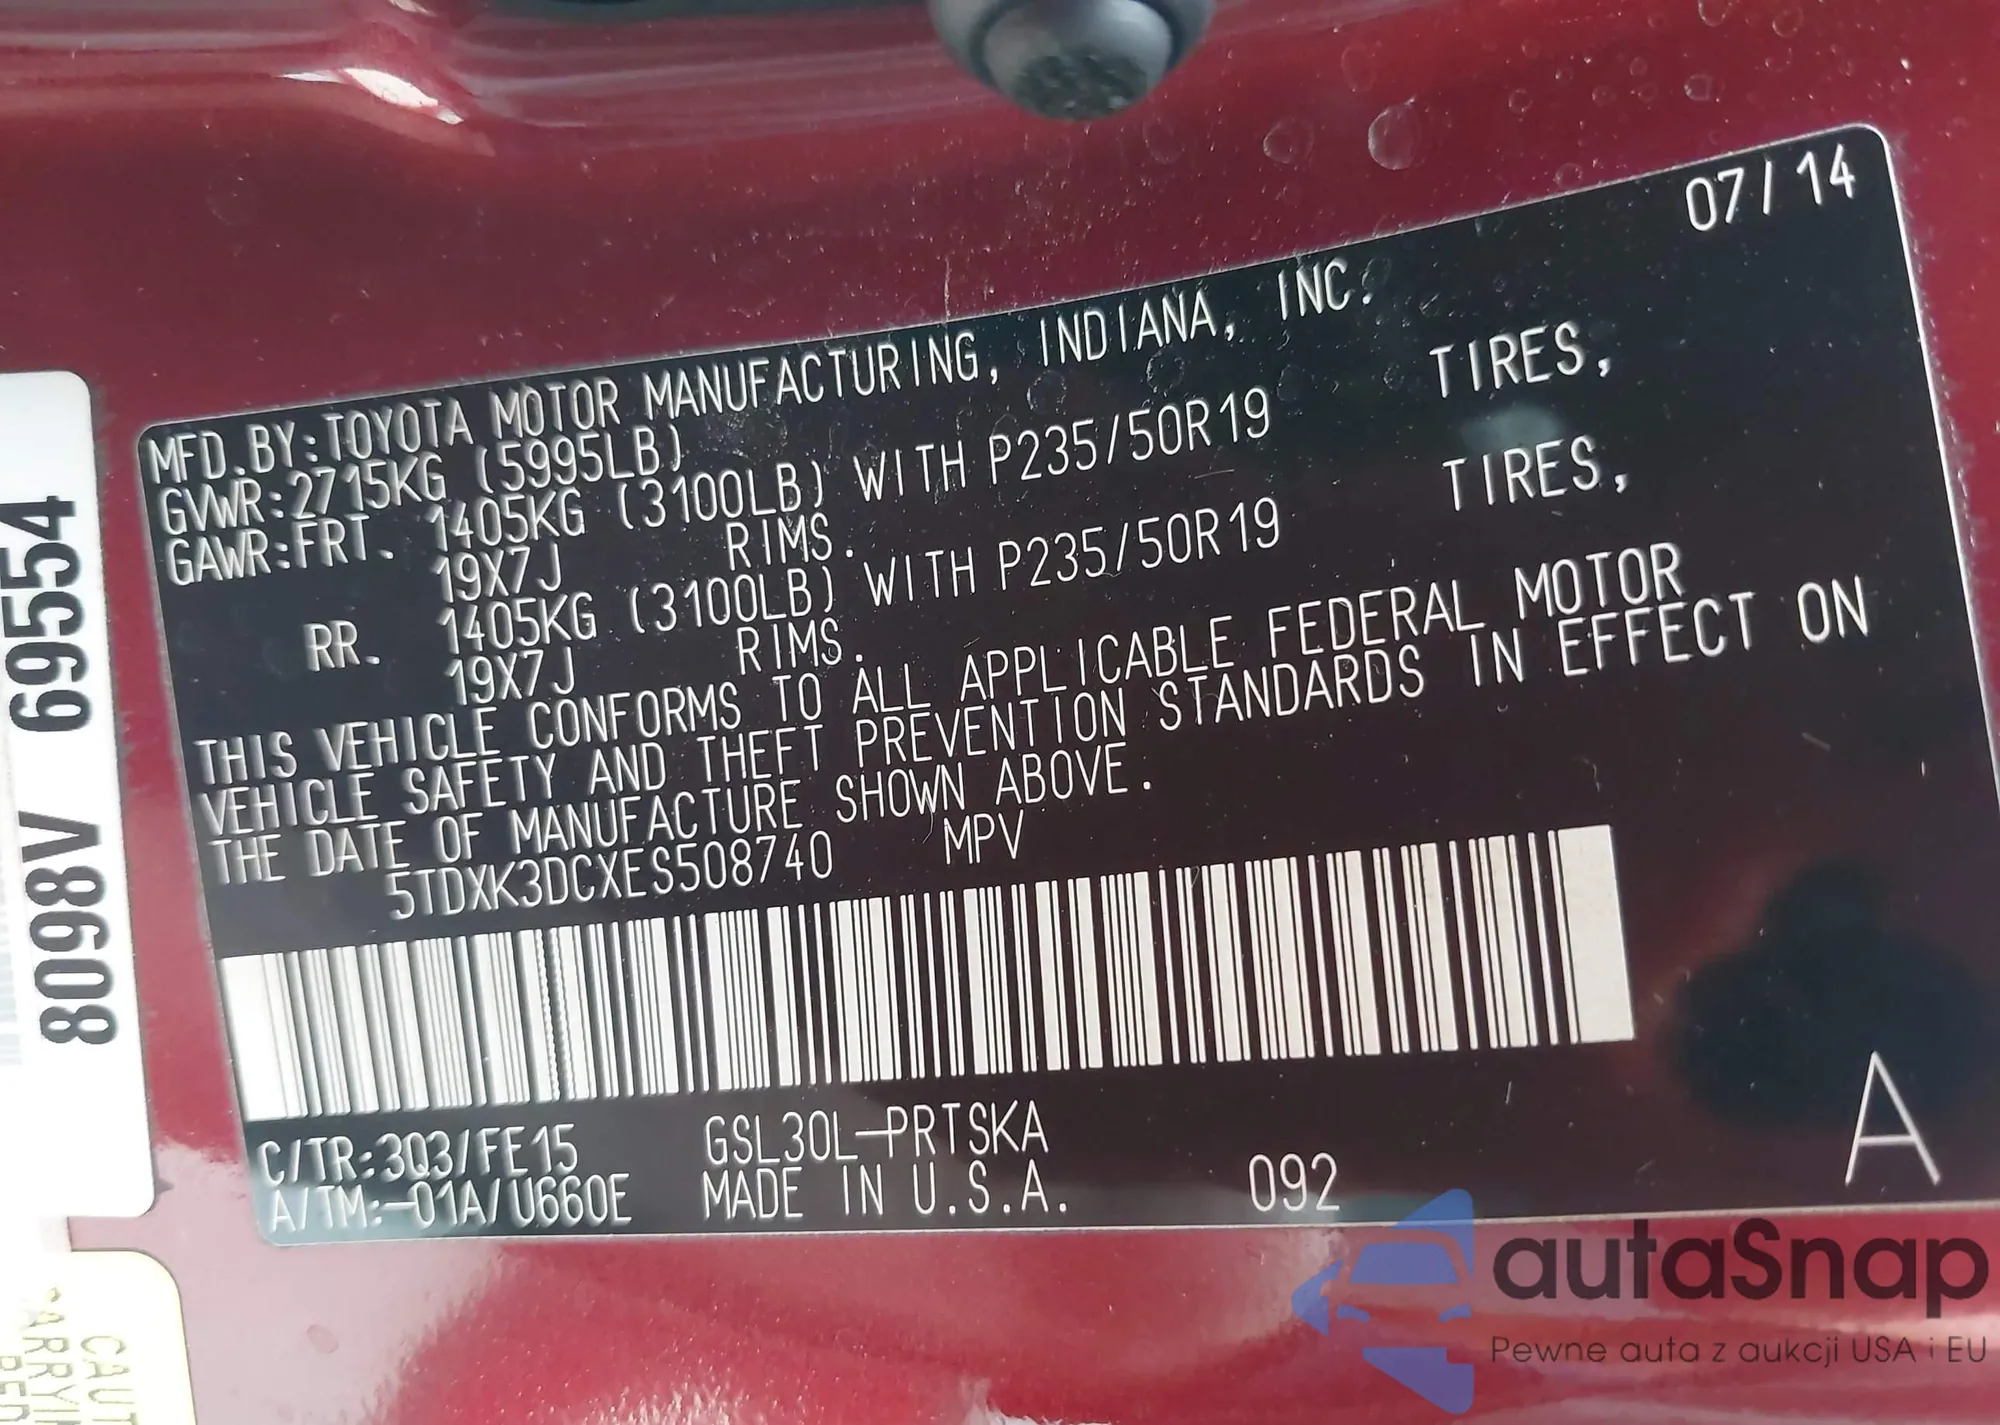 07/14
MFD.BY:TOYOTA MOTOR MANUFACTURING, INDIANA, INC.
GVWR:2715KG (5995LB)
GAWR:FRT. 1405KG (3100LB) WITH P235/50R19 TIRES,
19X7J RIMS.
RR. 1405KG (3100LB) WITH P235/50R19 TIRES,
19X7J RIMS.
THIS VEHICLE CONFORMS TO ALL APPLICABLE FEDERAL MOTOR
VEHICLE SAFETY AND THEFT PREVENTION STANDARDS IN EFFECT ON
THE DATE OF MANUFACTURE SHOWN ABOVE.
5TDXK3DCXES508740 MPV
C/TR:3Q3/FE15 GSL30L-PRTSKA
A/TM:-01A/U660E MADE IN U.S.A. 092 A
8098V 69554
autaSnap
Pewne auta z aukcji USA i EU